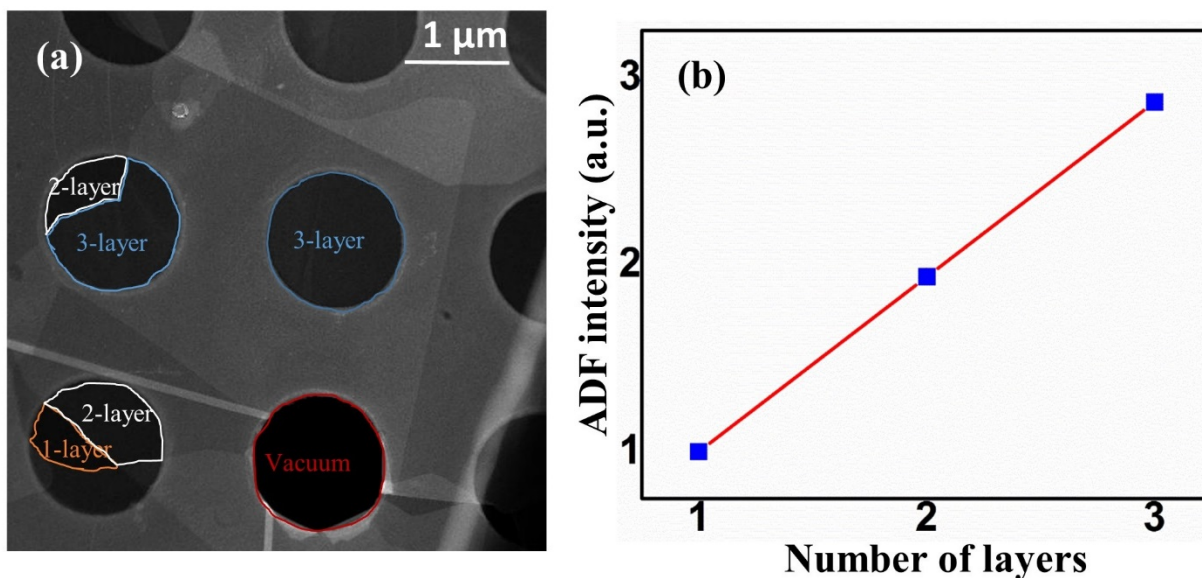 (a)
1 μm
2-layer
3-layer
3-layer
2-layer
1-layer
Vacuum
(b)
ADF intensity (a.u.)
3
2
1
1 2 3
Number of layers